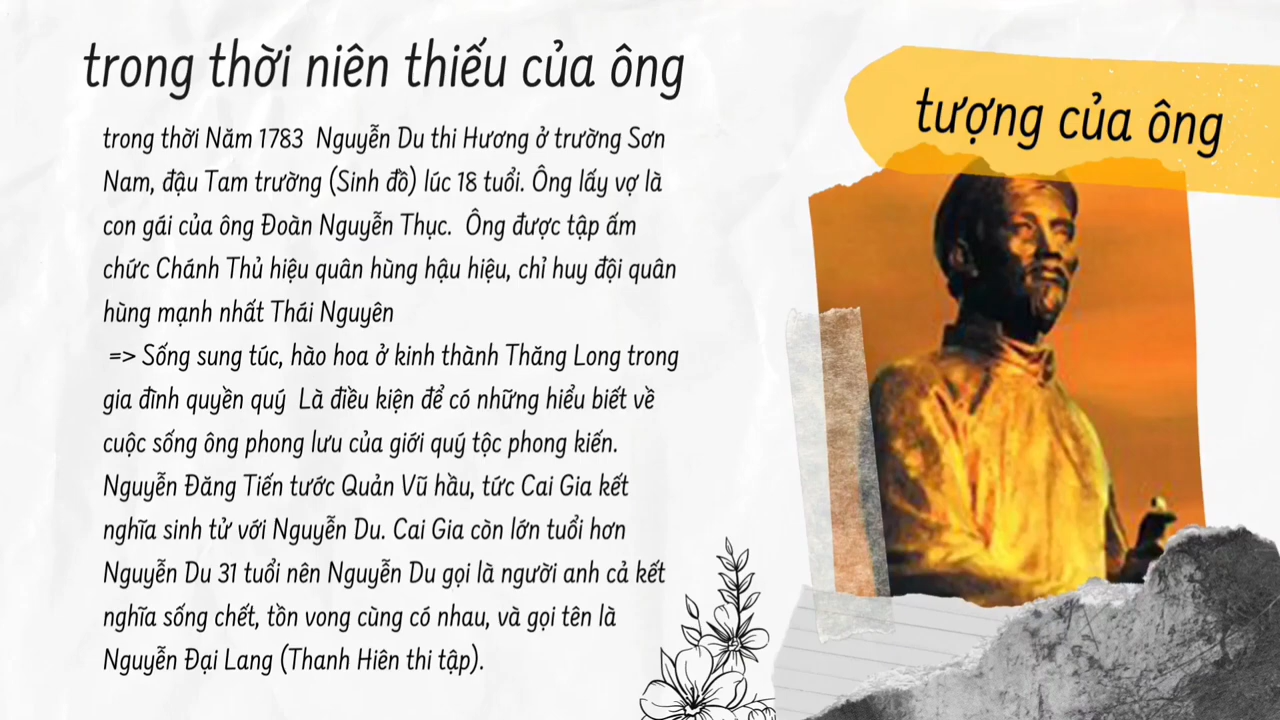 trong thời niên thiếu của ông
trong thời Năm 1783  Nguyễn Du thi Hương ở trường Sơn
Nam, đậu Tam trường (Sinh đồ) lúc 18 tuổi. Ông lấy vợ là
con gái của ông Đoàn Nguyễn Thục.  Ông được tập ấm
chức Chánh Thủ hiệu quân hùng hậu hiệu, chỉ huy đội quân
hùng mạnh nhất Thái Nguyên
=> Sống sung túc, hào hoa ở kinh thành Thăng Long trong
gia đình quyền quý  Là điều kiện để có những hiểu biết về
cuộc sống ông phong lưu của giới quý tộc phong kiến.
Nguyễn Đăng Tiến tước Quản Vũ hầu, tức Cai Gia kết
nghĩa sinh tử với Nguyễn Du. Cai Gia còn lớn tuổi hơn
Nguyễn Du 31 tuổi nên Nguyễn Du gọi là người anh cả kết
nghĩa sống chết, tồn vong cùng có nhau, và gọi tên là
Nguyễn Đại Lang (Thanh Hiên thi tập).
tượng của ông